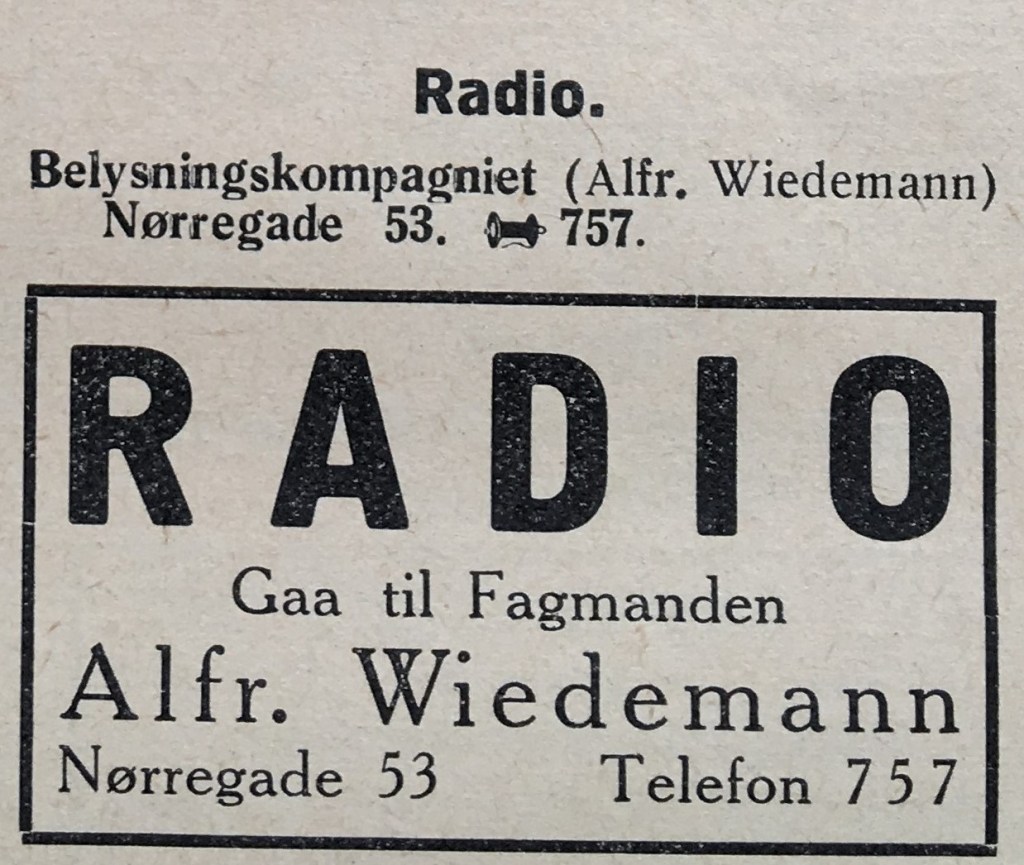 Radio.
Belysningskompagniet (Alfr. Wiedemann)
Nørregade 53. 757.
RADIO
Gaa til Fagmanden
Alfr. Wiedemann
Nørregade 53 Telefon 757